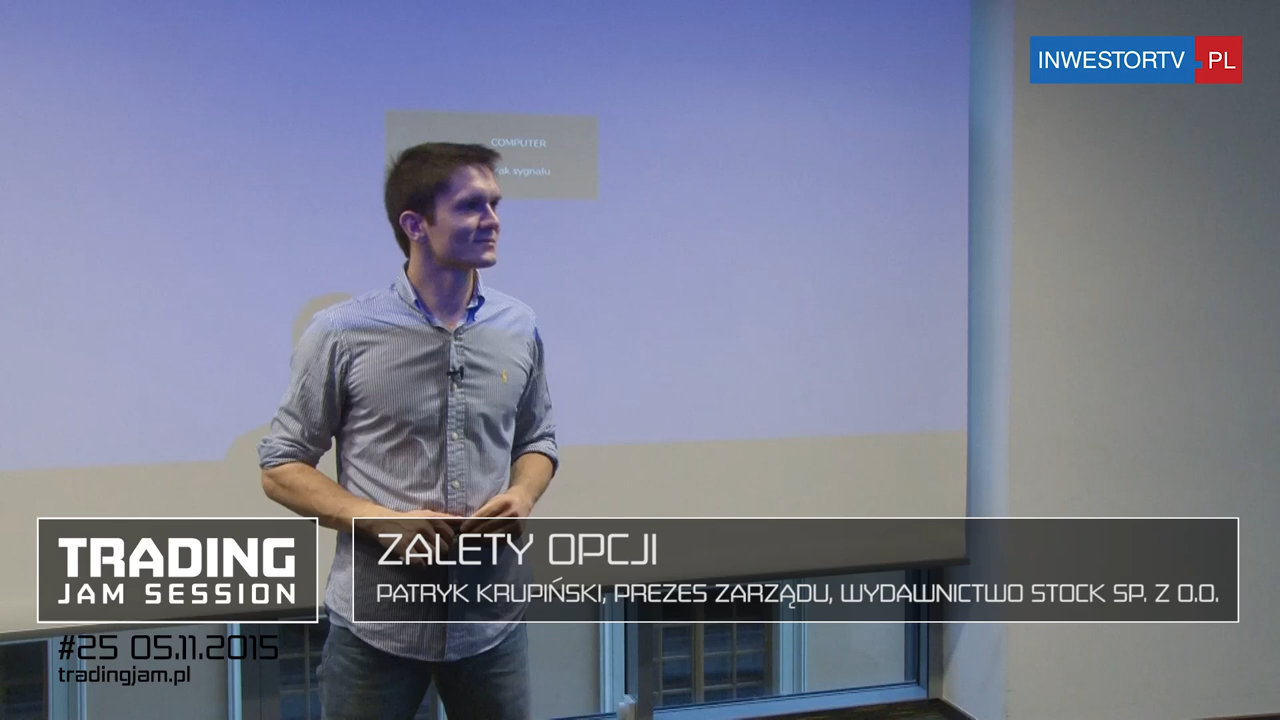 INWESTORTV.PL
COMPUTER
sygnału
TRADING
JAM SESSION
ZALETY OPCJI
PATRYK KRUPIŃSKI, PREZES ZARZĄDU, WYDAWNICTWO STOCK SP. Z O.O.
#25 05.11.2015
tradingjam.pl